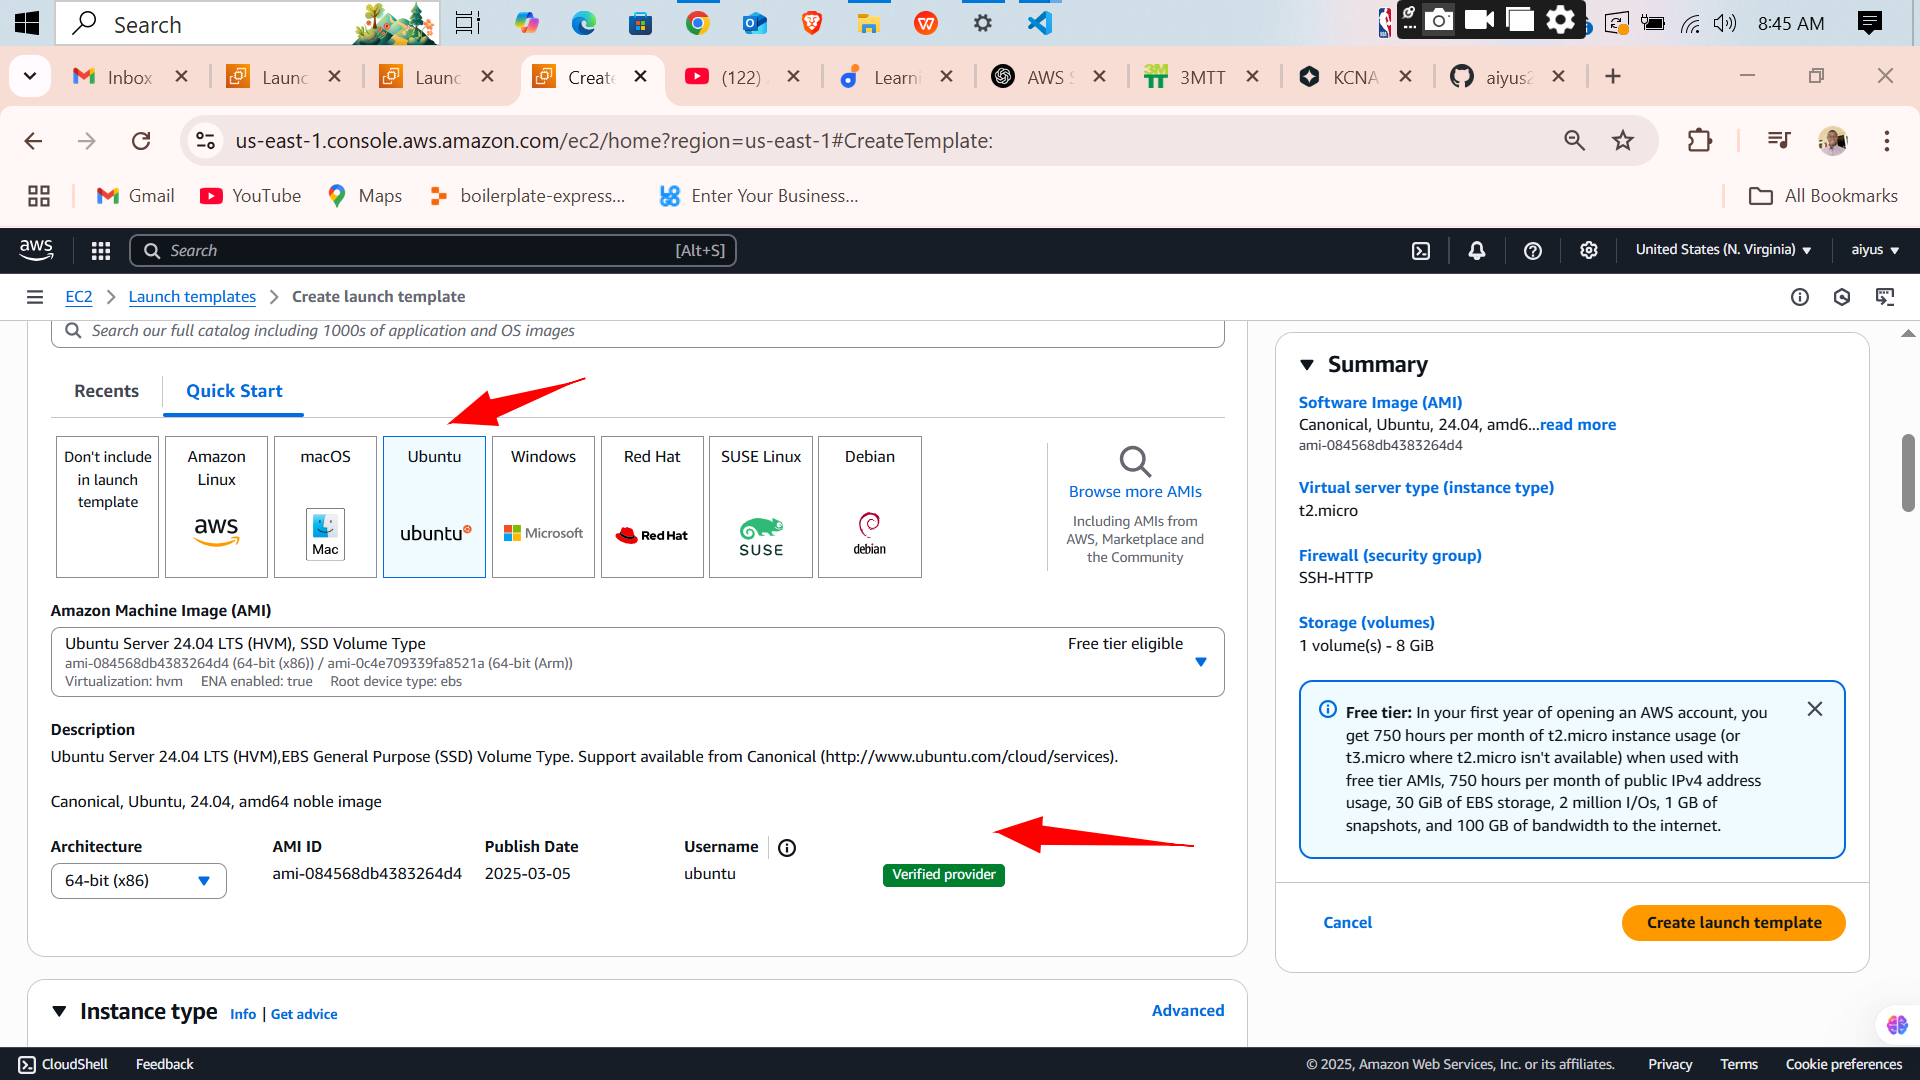 Search
8:45 AM
Inbox
Launc
Launc
Create
(122)
Learni
AWS S
3MTT
KCNA
aiyus2
us-east-1.console.aws.amazon.com/ec2/home?region=us-east-1#CreateTemplate:
Gmail
YouTube
Maps
boilerplate-express...
Enter Your Business...
All Bookmarks
aws
Search
[Alt+S]
United States (N. Virginia)
aiyus
EC2
Launch templates
Create launch template
Search our full catalog including 1000s of application and OS images
Recents
Quick Start
Don't include
in launch
template
Amazon
Linux
aws
macOS
Mac
Ubuntu
ubuntu
Windows
Microsoft
Red Hat
Red Hat
SUSE Linux
SUSE
Debian
debian
Browse more AMIs
Including AMIs from
AWS, Marketplace and
the Community
Amazon Machine Image (AMI)
Ubuntu Server 24.04 LTS (HVM), SSD Volume Type
Free tier eligible
ami-084568db4383264d4 (64-bit (x86)) / ami-0c4e709339fa8521a (64-bit (Arm))
Virtualization: hvm ENA enabled: true Root device type: ebs
Description
Ubuntu Server 24.04 LTS (HVM),EBS General Purpose (SSD) Volume Type. Support available from Canonical (http://www.ubuntu.com/cloud/services).
Canonical, Ubuntu, 24.04, amd64 noble image
Architecture
AMI ID
Publish Date
Username
64-bit (x86)
ami-084568db4383264d4
2025-03-05
ubuntu
Verified provider
Instance type
Info | Get advice
Advanced
Summary
Software Image (AMI)
Canonical, Ubuntu, 24.04, amd6...read more
ami-084568db4383264d4
Virtual server type (instance type)
t2.micro
Firewall (security group)
SSH-HTTP
Storage (volumes)
1 volume(s) - 8 GiB
Free tier: In your first year of opening an AWS account, you
get 750 hours per month of t2.micro instance usage (or
t3.micro where t2.micro isn't available) when used with
free tier AMIs, 750 hours per month of public IPv4 address
usage, 30 GiB of EBS storage, 2 million I/Os, 1 GB of
snapshots, and 100 GB of bandwidth to the internet.
Cancel
Create launch template
CloudShell
Feedback
© 2025, Amazon Web Services, Inc. or its affiliates.
Privacy
Terms
Cookie preferences